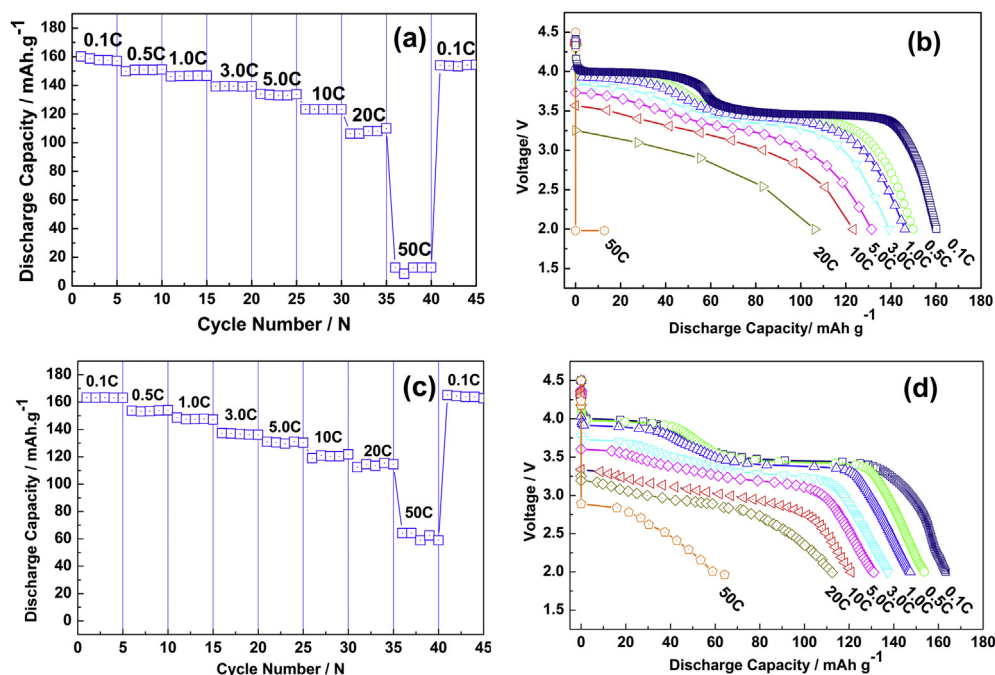 (a)
0.1C
0.5C
1.0C
3.0C
5.0C
10C
20C
50C
0.1C
180
160
140
120
100
80
60
40
20
0
Discharge Capacity / mAh.g-1
0 5 10 15 20 25 30 35 40 45
Cycle Number / N
(b)
4.5
4.0
3.5
3.0
2.5
2.0
1.5
Voltage/ V
50C
20C
10C
5.0C
3.0C
1.0C
0.5C
0.1C
0 20 40 60 80 100 120 140 160 180
Discharge Capacity/ mAh g-1
(c)
0.1C
0.5C
1.0C
3.0C
5.0C
10C
20C
50C
0.1C
180
160
140
120
100
80
60
40
20
0
Discharge Capacity / mAh.g-1
0 5 10 15 20 25 30 35 40 45
Cycle Number / N
(d)
4.5
4.0
3.5
3.0
2.5
2.0
1.5
Voltage / V
50C
20C
10C
5.0C
3.0C
1.0C
0.5C
0.1C
0 20 40 60 80 100 120 140 160 180
Discharge Capacity / mAh g-1